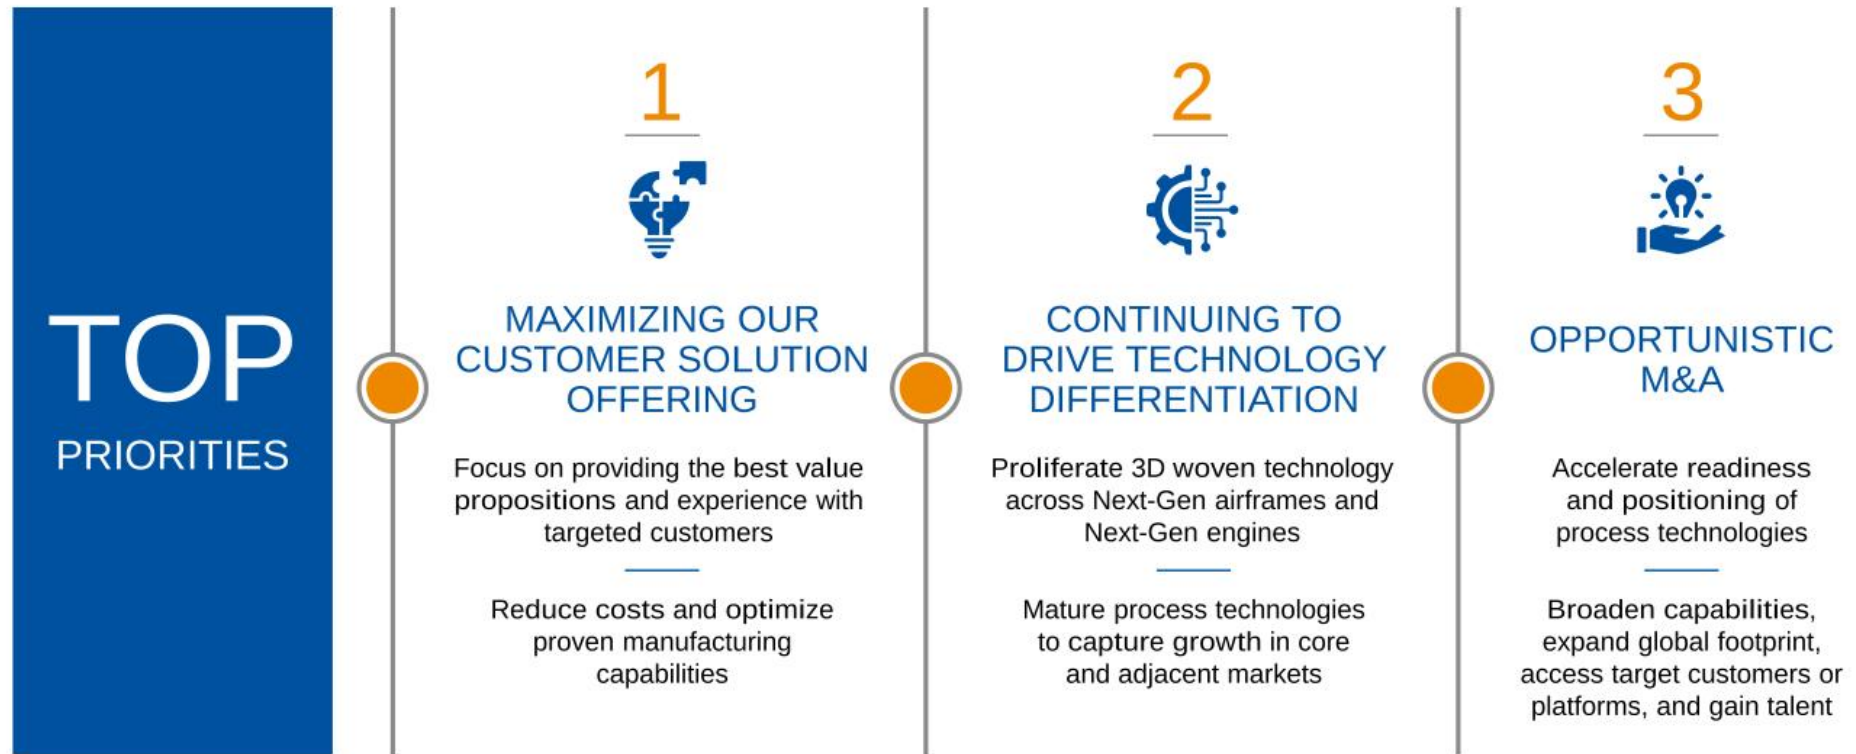 TOP
PRIORITIES
1
MAXIMIZING OUR
CUSTOMER SOLUTION
OFFERING
Focus on providing the best value
propositions and experience with
targeted customers
Reduce costs and optimize
proven manufacturing
capabilities
2
CONTINUING TO
DRIVE TECHNOLOGY
DIFFERENTIATION
Proliferate 3D woven technology
across Next-Gen airframes and
Next-Gen engines
Mature process technologies
to capture growth in core
and adjacent markets
3
OPPORTUNISTIC
M&A
Accelerate readiness
and positioning of
process technologies
Broaden capabilities,
expand global footprint,
access target customers or
platforms, and gain talent